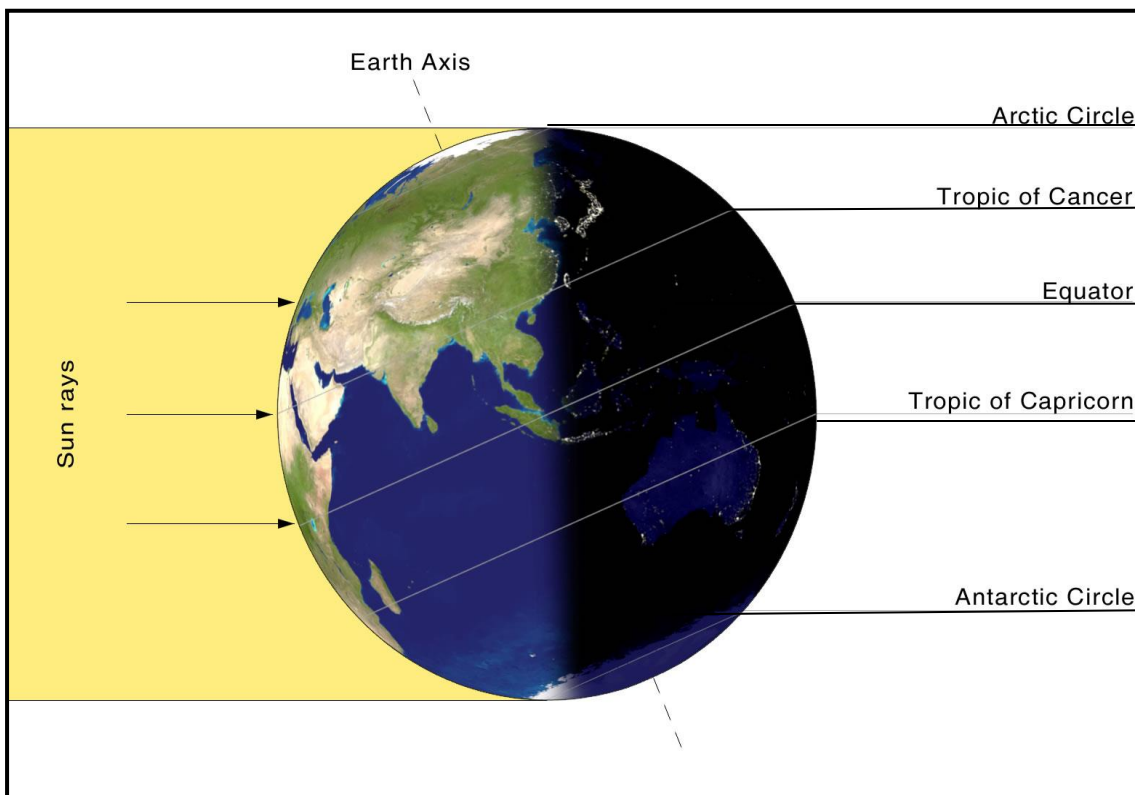 Earth Axis
Arctic Circle
Tropic of Cancer
Equator
Tropic of Capricorn
Sun rays
Antarctic Circle